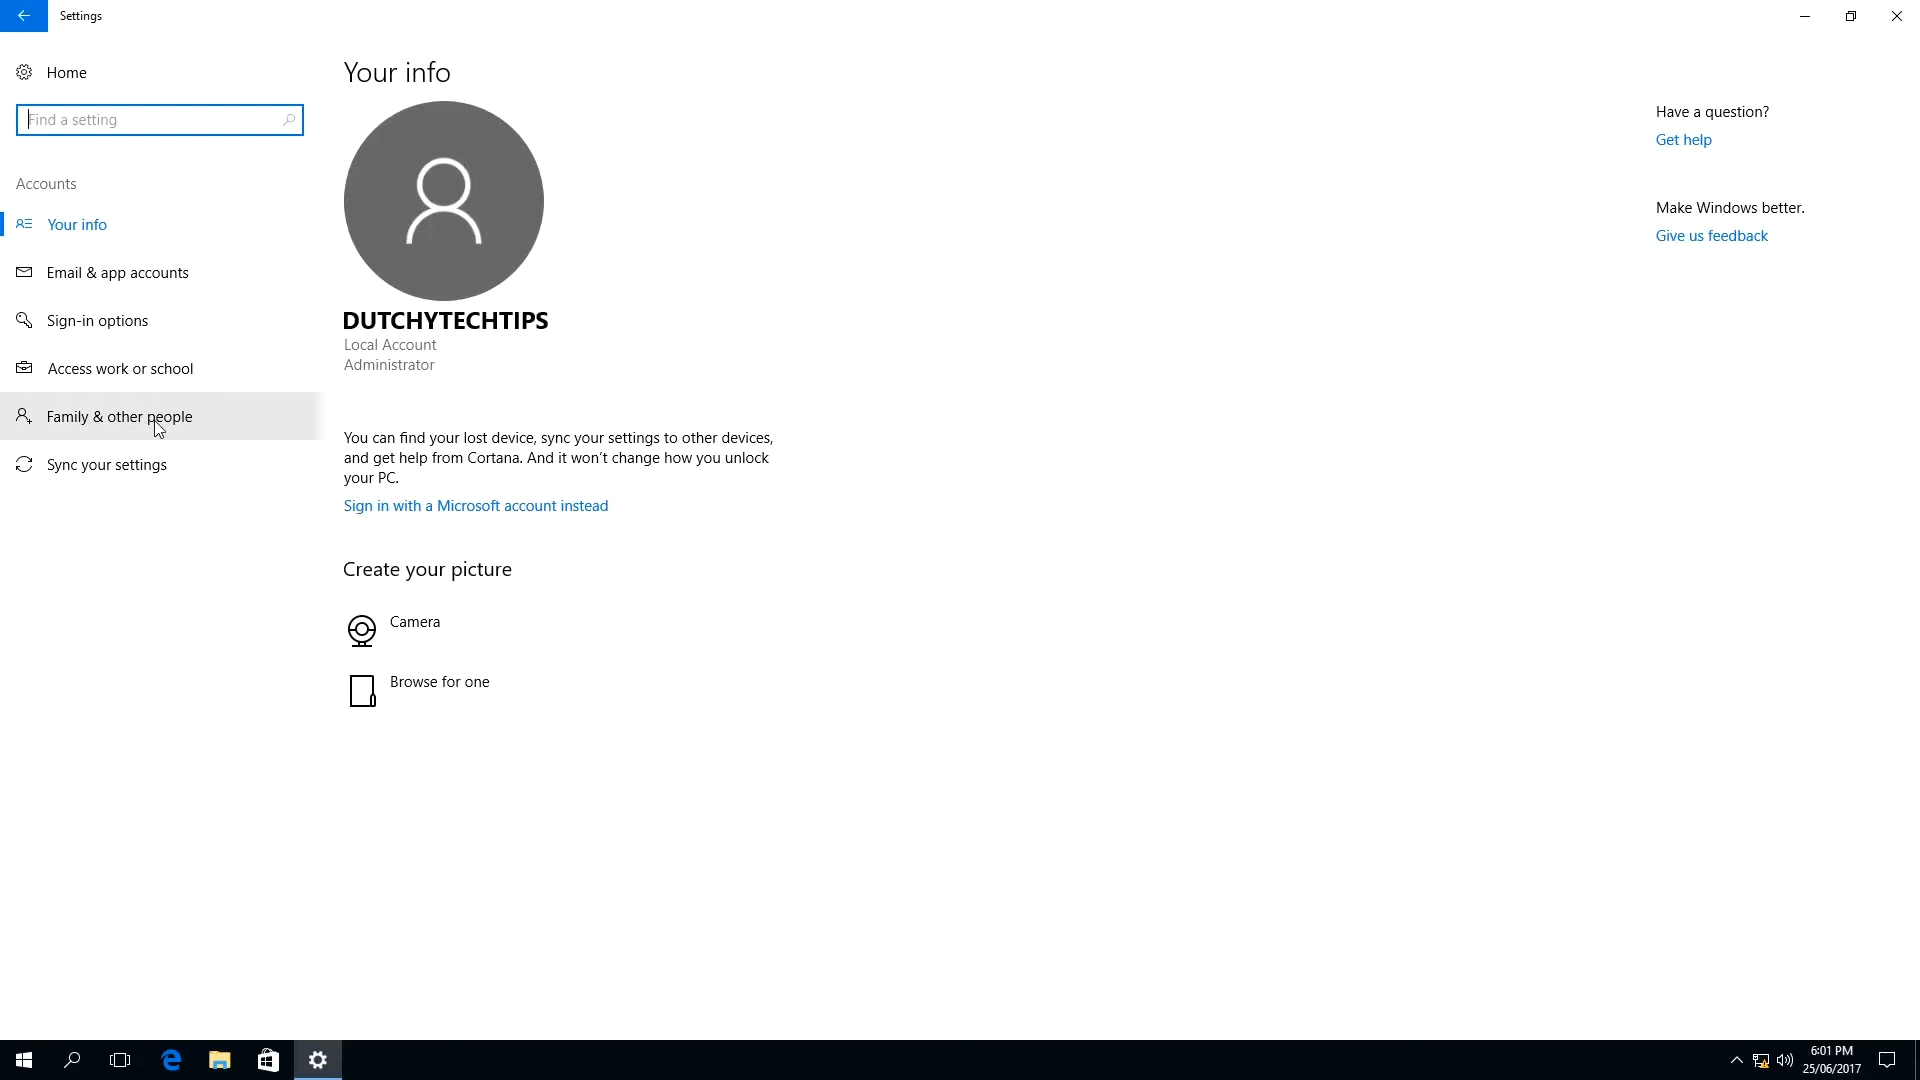 Settings
Home
Find a setting
Accounts
Your info
Email & app accounts
Sign-in options
Access work or school
Family & other people
Sync your settings
Your info
DUTCHYTECHTIPS
Local Account
Administrator
You can find your lost device, sync your settings to other devices,
and get help from Cortana. And it won't change how you unlock
your PC.
Sign in with a Microsoft account instead
Create your picture
Camera
Browse for one
Have a question?
Get help
Make Windows better.
Give us feedback
6:01 PM
25/06/2017